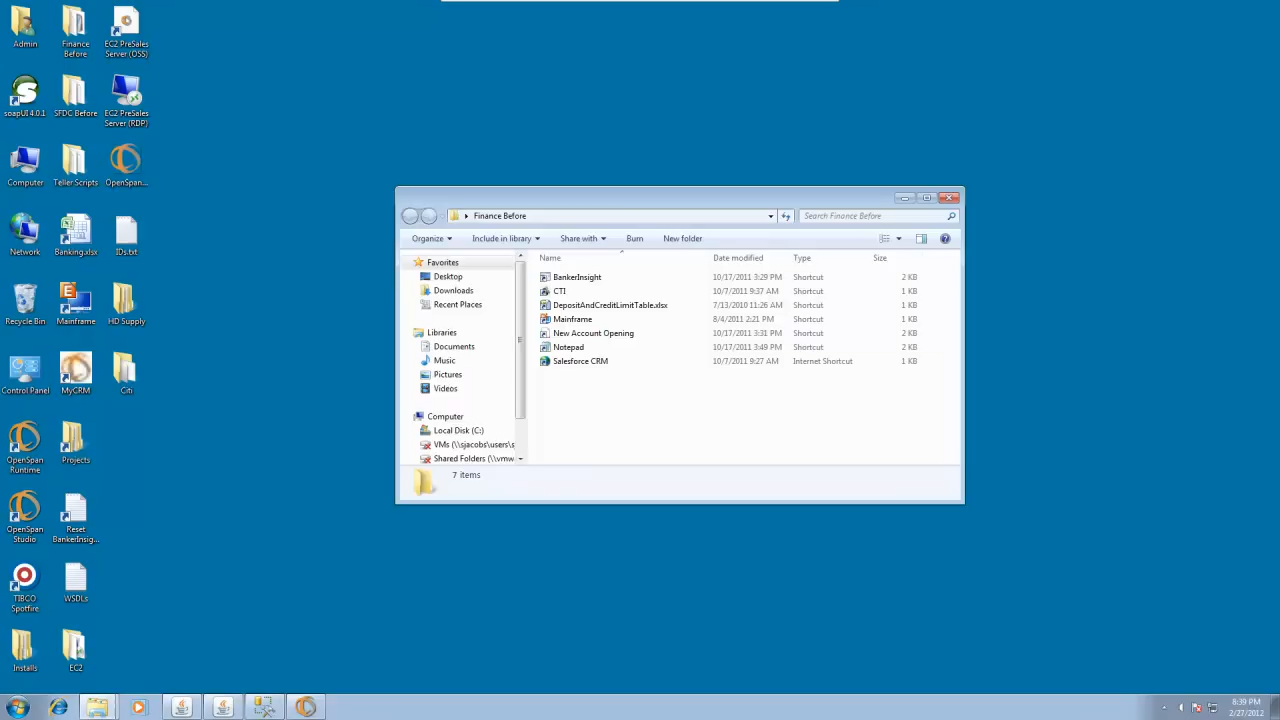 Admin
Finance
Before
EC2 PreSales
Server (OSS)
soapUI 4.0.1
SFDC Before
EC2 PreSales
Server (RDP)
Computer
Teller Scripts
OpenSpan...
Network
Banking.xlsx
IDs.txt
Recycle Bin
Mainframe
HD Supply
Control Panel
MyCRM
Citi
OpenSpan
Runtime
Projects
OpenSpan
Studio
Reset
BankerInsig...
TIBCO
Spotfire
WSDLs
Installs
EC2
Finance Before
Search Finance Before
Organize
Include in library
Share with
Burn
New folder
Name
Date modified
Type
Size
Favorites
Desktop
Downloads
Recent Places
Libraries
Documents
Music
Pictures
Videos
Computer
Local Disk (C:)
VMs (\\sjacobs\users\s
Shared Folders (\\vmw
BankerInsight 10/17/2011 3:29 PM Shortcut 2 KB
CTI 10/7/2011 9:37 AM Shortcut 1 KB
DepositAndCreditLimitTable.xlsx 7/13/2010 11:26 AM Shortcut 1 KB
Mainframe 8/4/2011 2:21 PM Shortcut 1 KB
New Account Opening 10/17/2011 3:31 PM Shortcut 2 KB
Notepad 10/17/2011 3:49 PM Shortcut 2 KB
Salesforce CRM 10/7/2011 9:27 AM Internet Shortcut 1 KB
7 items
8:39 PM
2/27/2012